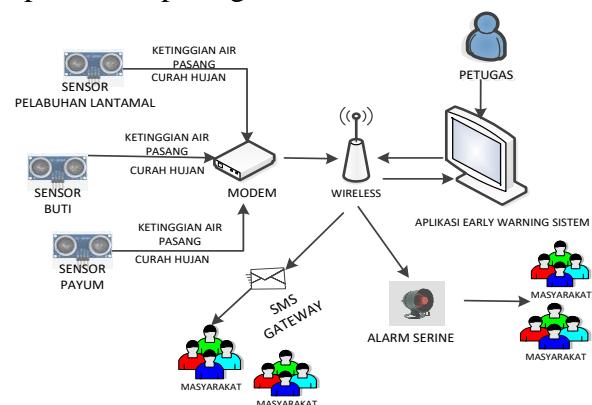 KETINGGIAN AIR
PASANG
CURAH HUJAN
SENSOR
PELABUHAN LANTAMAL
PETUGAS
KETINGGIAN AIR
PASANG
CURAH HUJAN
SENSOR
BUTI
MODEM
WIRELESS
APLIKASI EARLY WARNING SISTEM
KETINGGIAN AIR
PASANG
CURAH HUJAN
SENSOR
PAYUM
SMS
GATEWAY
ALARM SERINE
MASYARAKAT
MASYARAKAT
MASYARAKAT
MASYARAKAT